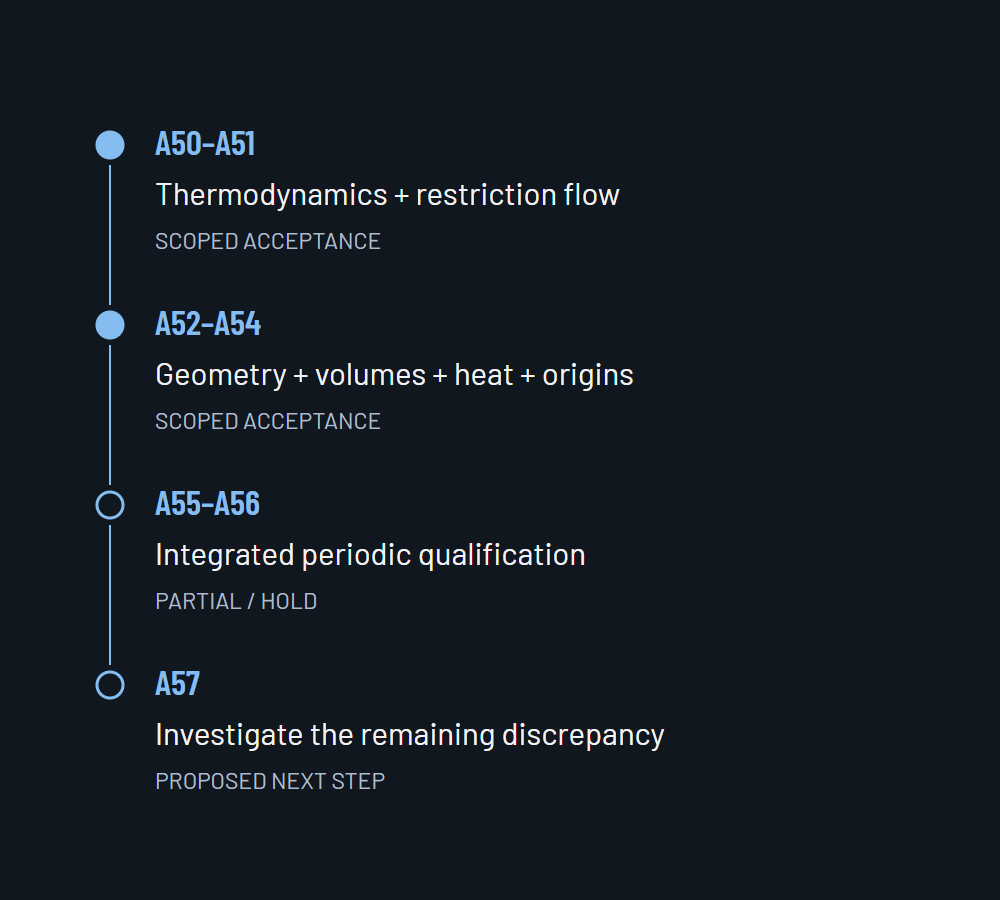 A50–A51
Thermodynamics + restriction flow
SCOPED ACCEPTANCE
A52–A54
Geometry + volumes + heat + origins
SCOPED ACCEPTANCE
A55–A56
Integrated periodic qualification
PARTIAL / HOLD
A57
Investigate the remaining discrepancy
PROPOSED NEXT STEP